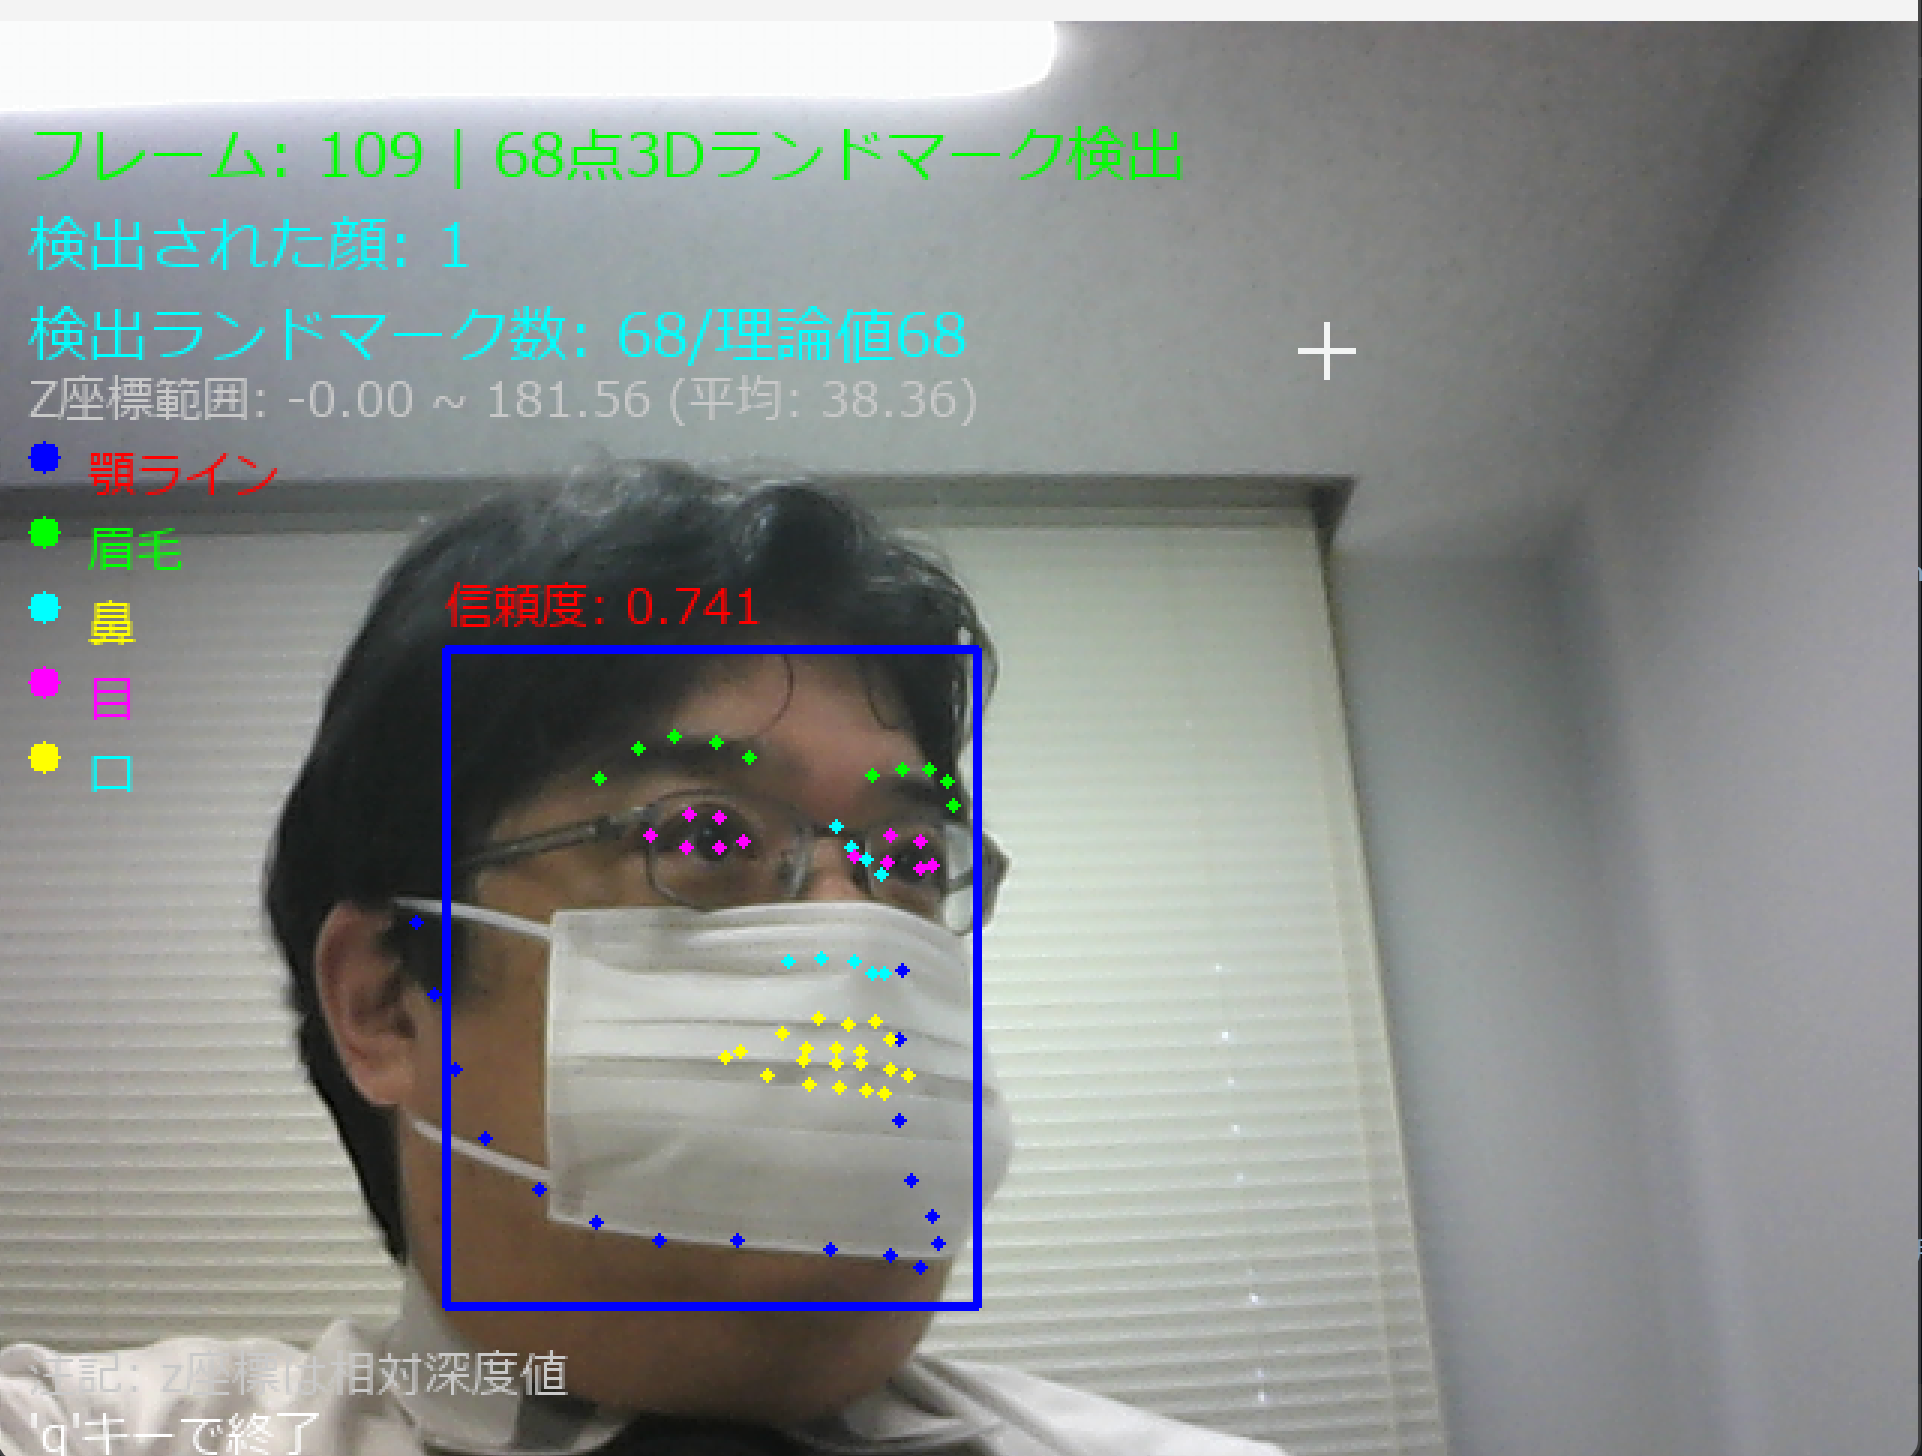 フレーム: 109 | 68点3Dランドマーク検出
検出された顔: 1
検出ランドマーク数: 68/理論値68
Z座標範囲: -0.00 ~ 181.56 (平均: 38.36)
顎ライン
眉毛
鼻
目
口
信頼度: 0.741
注記: z座標は相対深度値
'q'キーで終了